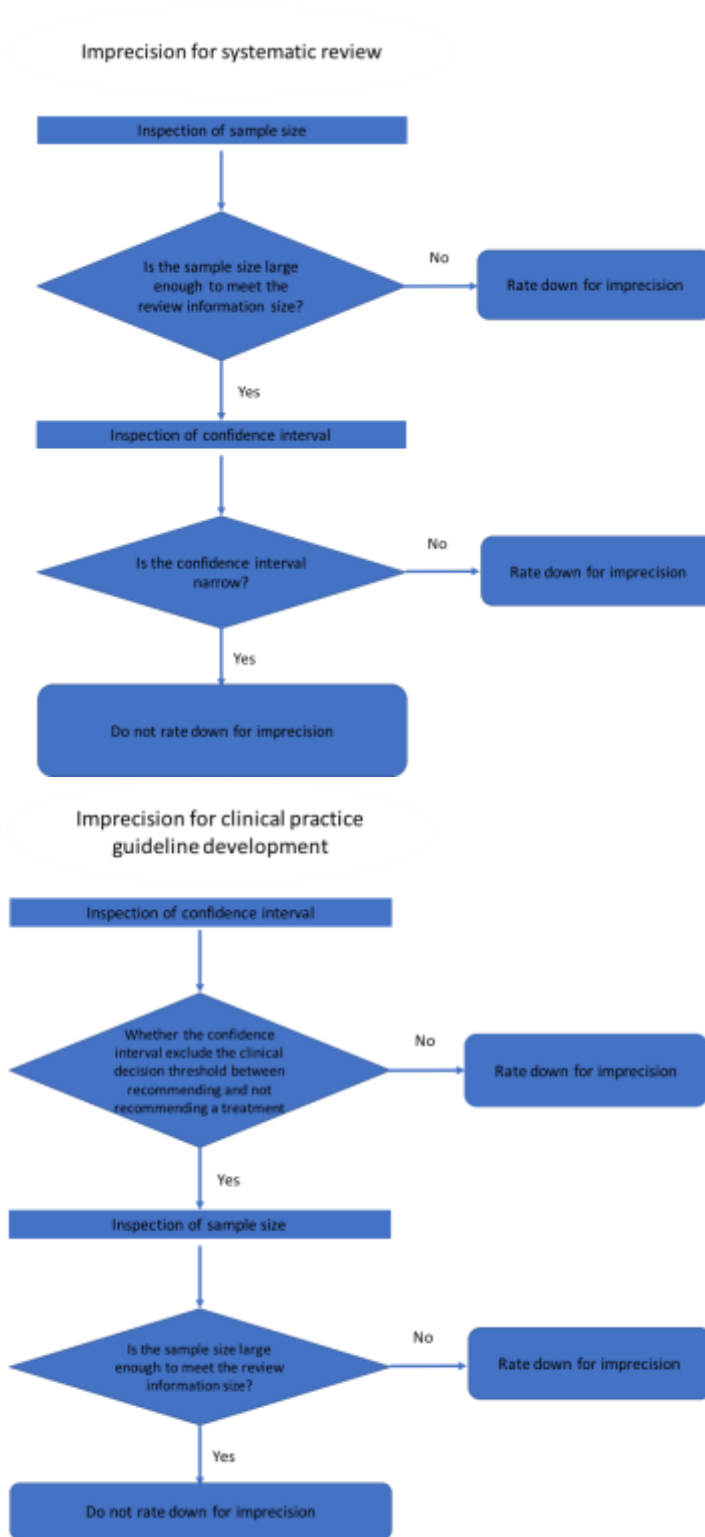 Imprecision for systematic review
Inspection of sample size
Is the sample size large
enough to meet the
review information size?
No
Rate down for imprecision
Yes
Inspection of confidence interval
Is the confidence interval
narrow?
No
Rate down for imprecision
Yes
Do not rate down for imprecision
Imprecision for clinical practice
guideline development
Inspection of confidence interval
Whether the confidence
interval exclude the clinical
decision threshold between
recommending and not
recommending a treatment
No
Rate down for imprecision
Yes
Inspection of sample size
Is the sample size large
enough to meet the review
information size?
No
Rate down for imprecision
Yes
Do not rate down for imprecision